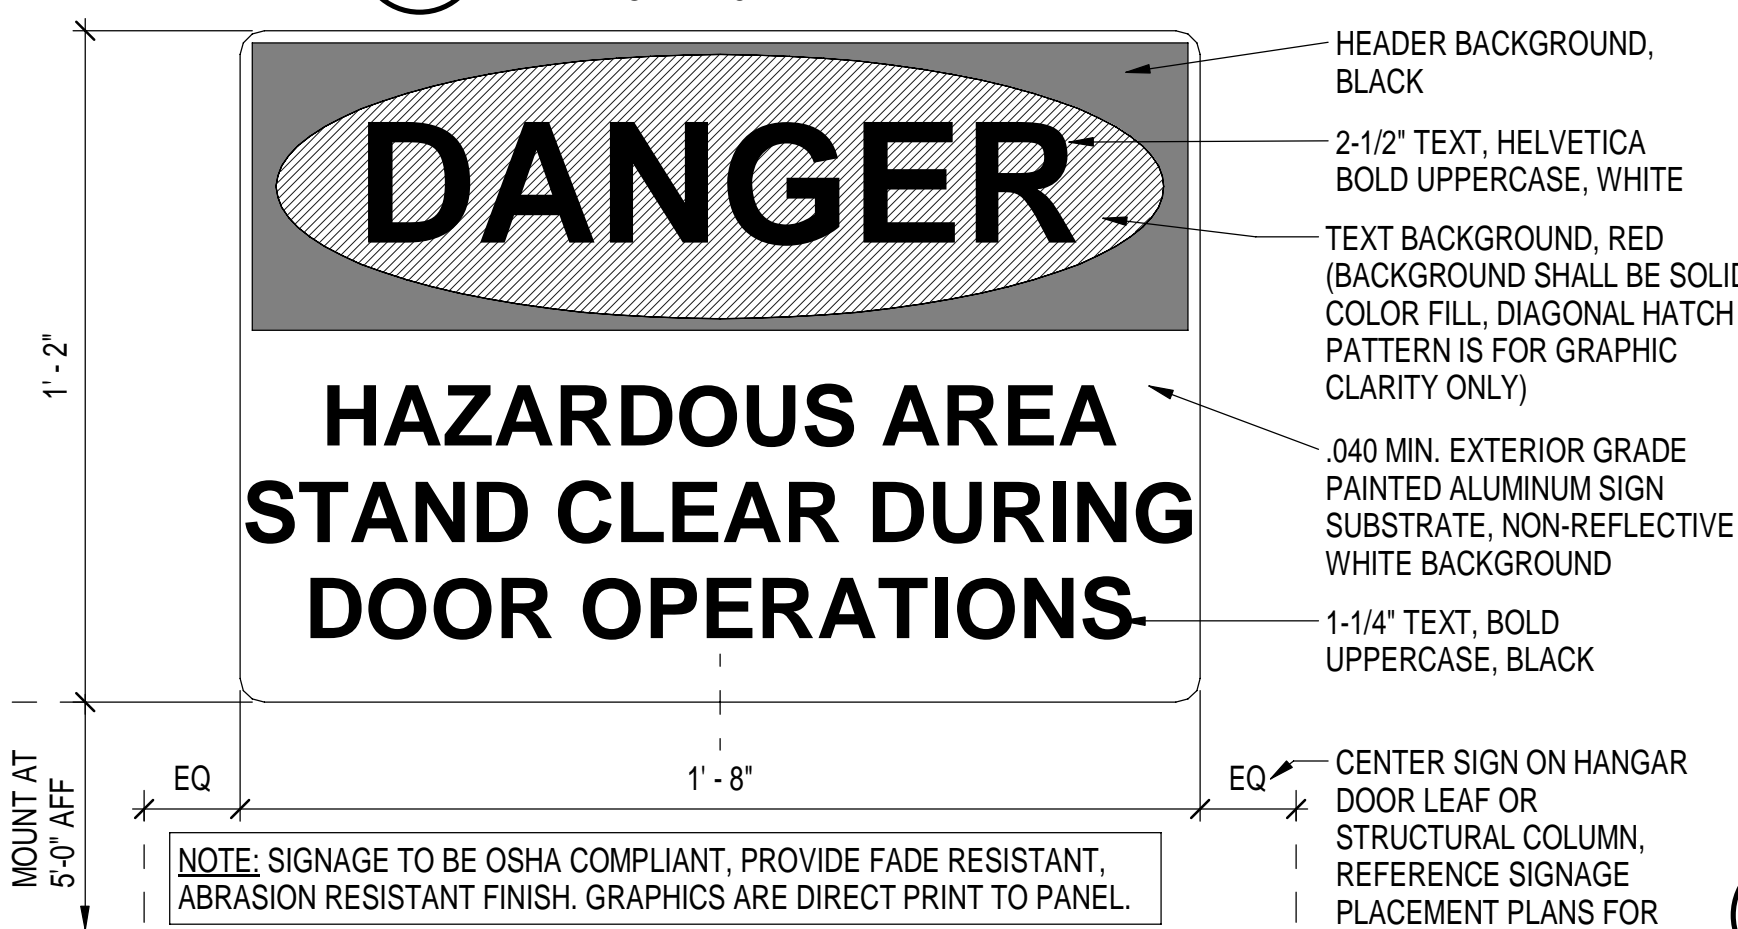 DANGER
HAZARDOUS AREA
STAND CLEAR DURING
DOOR OPERATIONS
HEADER BACKGROUND,
BLACK
2-1/2" TEXT, HELVETICA
BOLD UPPERCASE, WHITE
TEXT BACKGROUND, RED
(BACKGROUND SHALL BE SOLID
COLOR FILL, DIAGONAL HATCH
PATTERN IS FOR GRAPHIC
CLARITY ONLY)
.040 MIN. EXTERIOR GRADE
PAINTED ALUMINUM SIGN
SUBSTRATE, NON-REFLECTIVE
WHITE BACKGROUND
1-1/4" TEXT, BOLD
UPPERCASE, BLACK
1' - 2"
MOUNT AT
5'-0" AFF
EQ
1' - 8"
EQ
CENTER SIGN ON HANGAR
DOOR LEAF OR
STRUCTURAL COLUMN,
REFERENCE SIGNAGE
PLACEMENT PLANS FOR
NOTE: SIGNAGE TO BE OSHA COMPLIANT, PROVIDE FADE RESISTANT,
ABRASION RESISTANT FINISH. GRAPHICS ARE DIRECT PRINT TO PANEL.